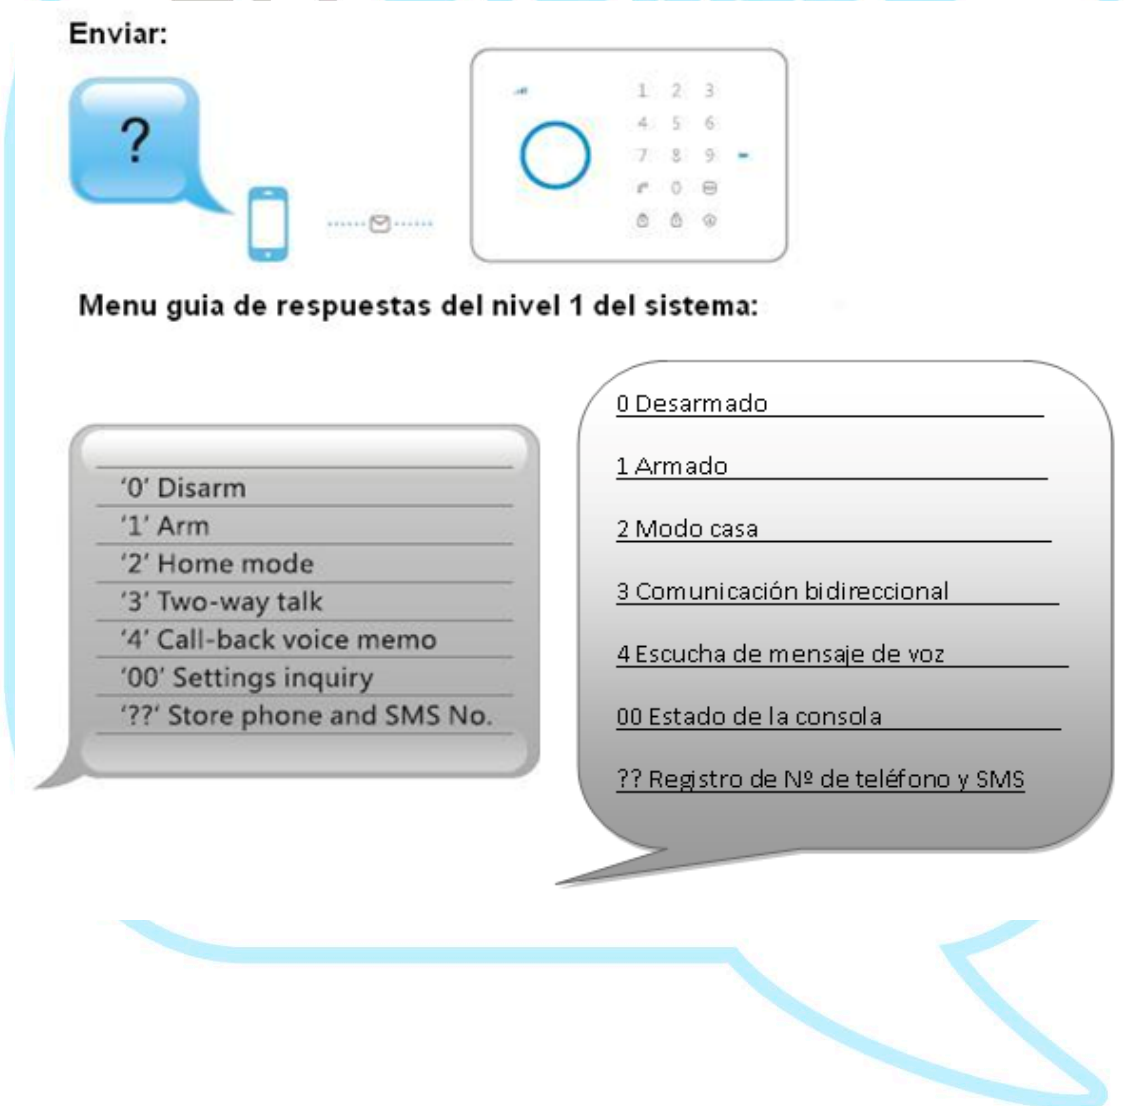 Enviar:
?
1 2 3
4 5 6
7 8 9
0
Menu guia de respuestas del nivel 1 del sistema:
‘0’ Disarm
‘1’ Arm
‘2’ Home mode
‘3’ Two-way talk
‘4’ Call-back voice memo
‘00’ Settings inquiry
‘??’ Store phone and SMS No.
0 Desarmado
1 Armado
2 Modo casa
3 Comunicación bidireccional
4 Escucha de mensaje de voz
00 Estado de la consola
?? Registro de Nº de teléfono y SMS